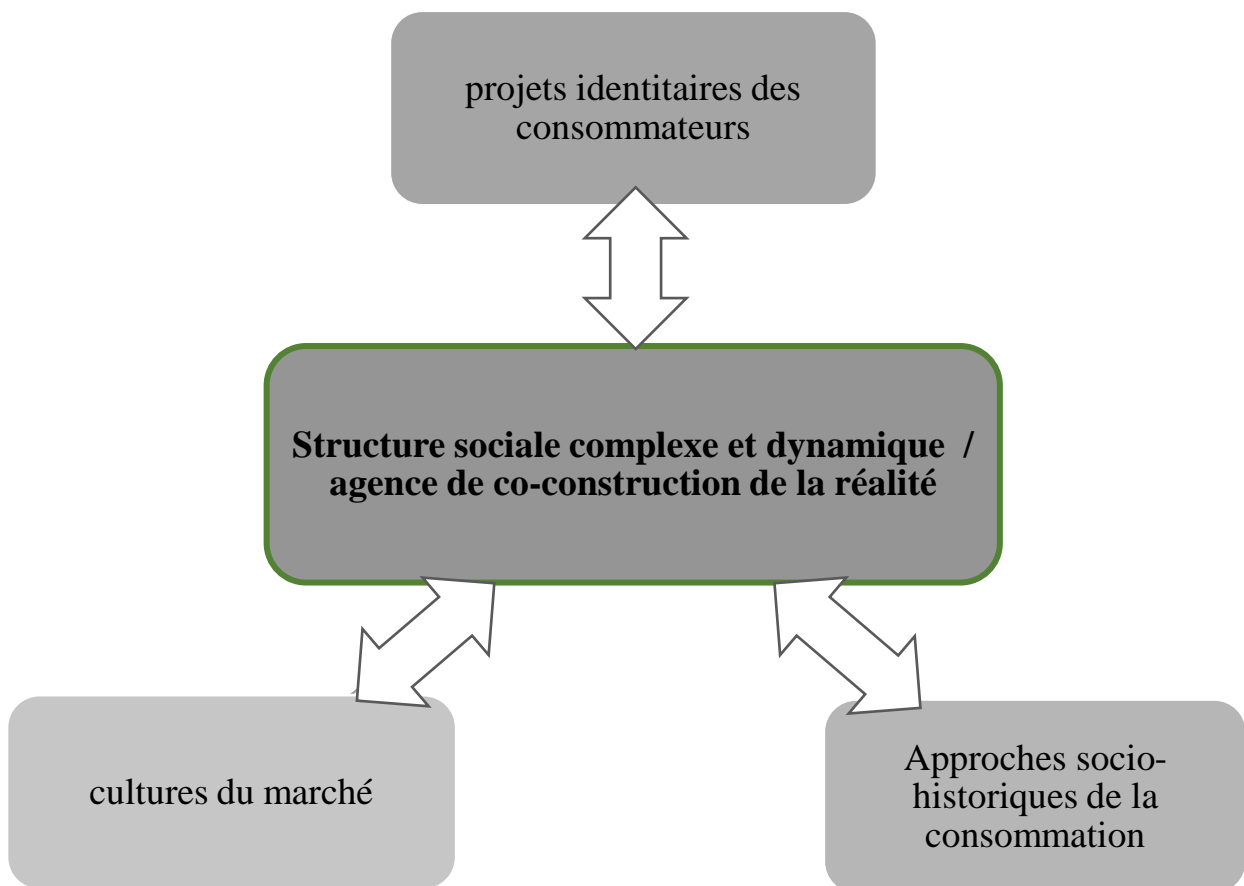 projets identitaires des
consommateurs
Structure sociale complexe et dynamique /
agence de co-construction de la réalité
cultures du marché
Approches socio-
historiques de la
consommation